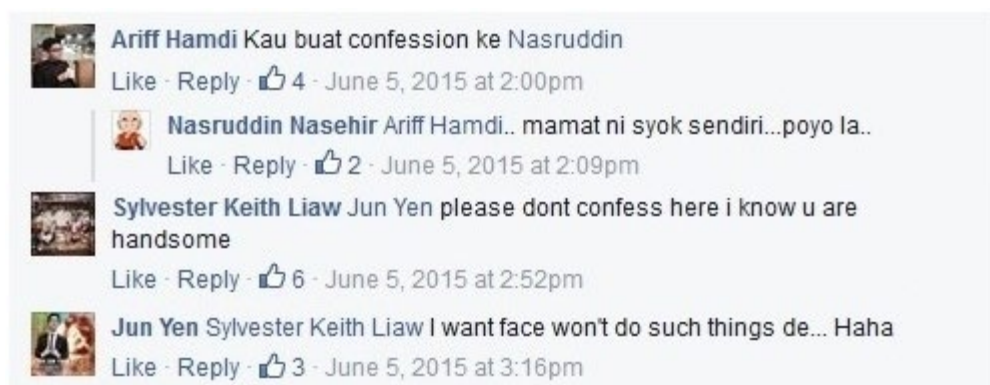 Ariff Hamdi Kau buat confession ke Nasruddin
Like · Reply · 4 · June 5, 2015 at 2:00pm
Nasruddin Nasehir Ariff Hamdi.. mamat ni syok sendiri...poyo la..
Like · Reply · 2 · June 5, 2015 at 2:09pm
Sylvester Keith Liaw Jun Yen please dont confess here i know u are
handsome
Like · Reply · 6 · June 5, 2015 at 2:52pm
Jun Yen Sylvester Keith Liaw I want face won't do such things de... Haha
Like · Reply · 3 · June 5, 2015 at 3:16pm